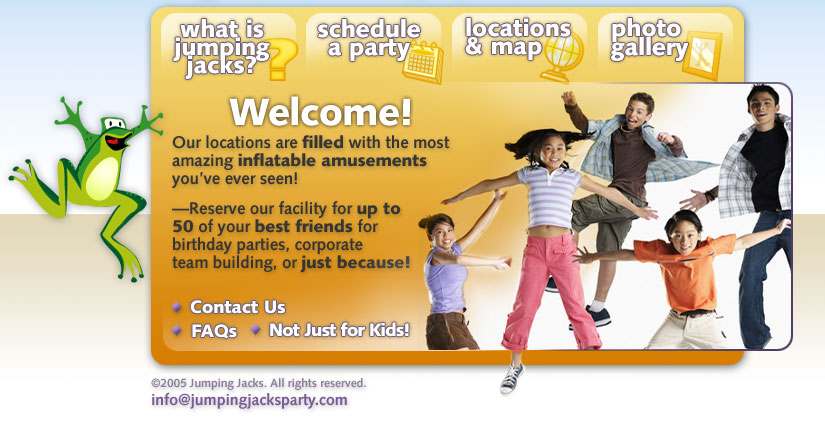 what is
jumping
jacks?
schedule
a party
locations
& map
photo
gallery
Welcome!
Our locations are filled with the most
amazing inflatable amusements
you've ever seen!
—Reserve our facility for up to
50 of your best friends for
birthday parties, corporate
team building, or just because!
Contact Us
FAQs
Not Just for Kids!
©2005 Jumping Jacks. All rights reserved.
info@jumpingjacksparty.com